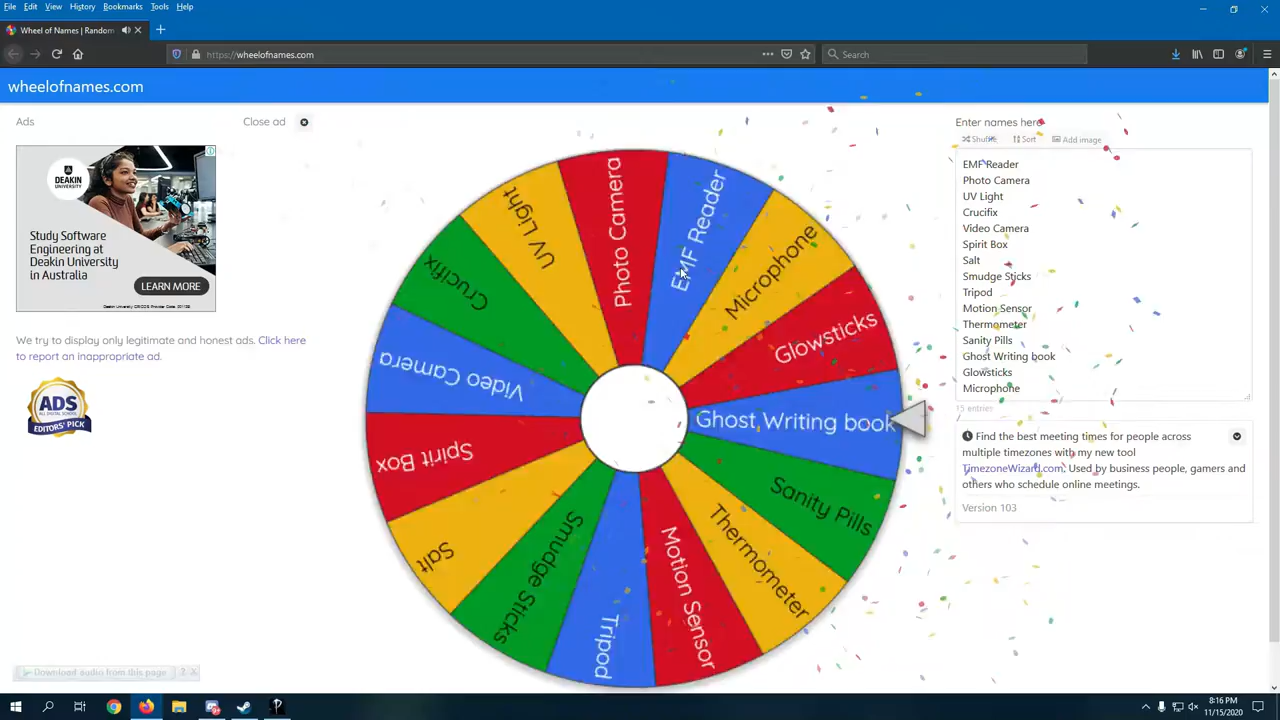 File Edit View History Bookmarks Tools Help
Wheel of Names | Random
https://wheelofnames.com
Search
wheelofnames.com
Ads
Close ad
DEAKIN
UNIVERSITY
Study Software
Engineering at
Deakin University
in Australia
LEARN MORE
We try to display only legitimate and honest ads. Click here
to report an inappropriate ad.
ADS
EDITORS' PICK
Download audio from this page
?
Photo Camera
EMF Reader
Microphone
Glowsticks
Ghost Writing book
Sanity Pills
Thermometer
Motion Sensor
Tripod
Smudge Sticks
Salt
Spirit Box
Video Camera
Crucifix
UV Light
Enter names here
Shuffle Sort Add image
EMF Reader
Photo Camera
UV Light
Crucifix
Video Camera
Spirit Box
Salt
Smudge Sticks
Tripod
Motion Sensor
Thermometer
Sanity Pills
Ghost Writing book
Glowsticks
Microphone
15 entries
Find the best meeting times for people across
multiple timezones with my new tool
TimezoneWizard.com. Used by business people, gamers and
others who schedule online meetings.
Version 103
8:16 PM
11/15/2020